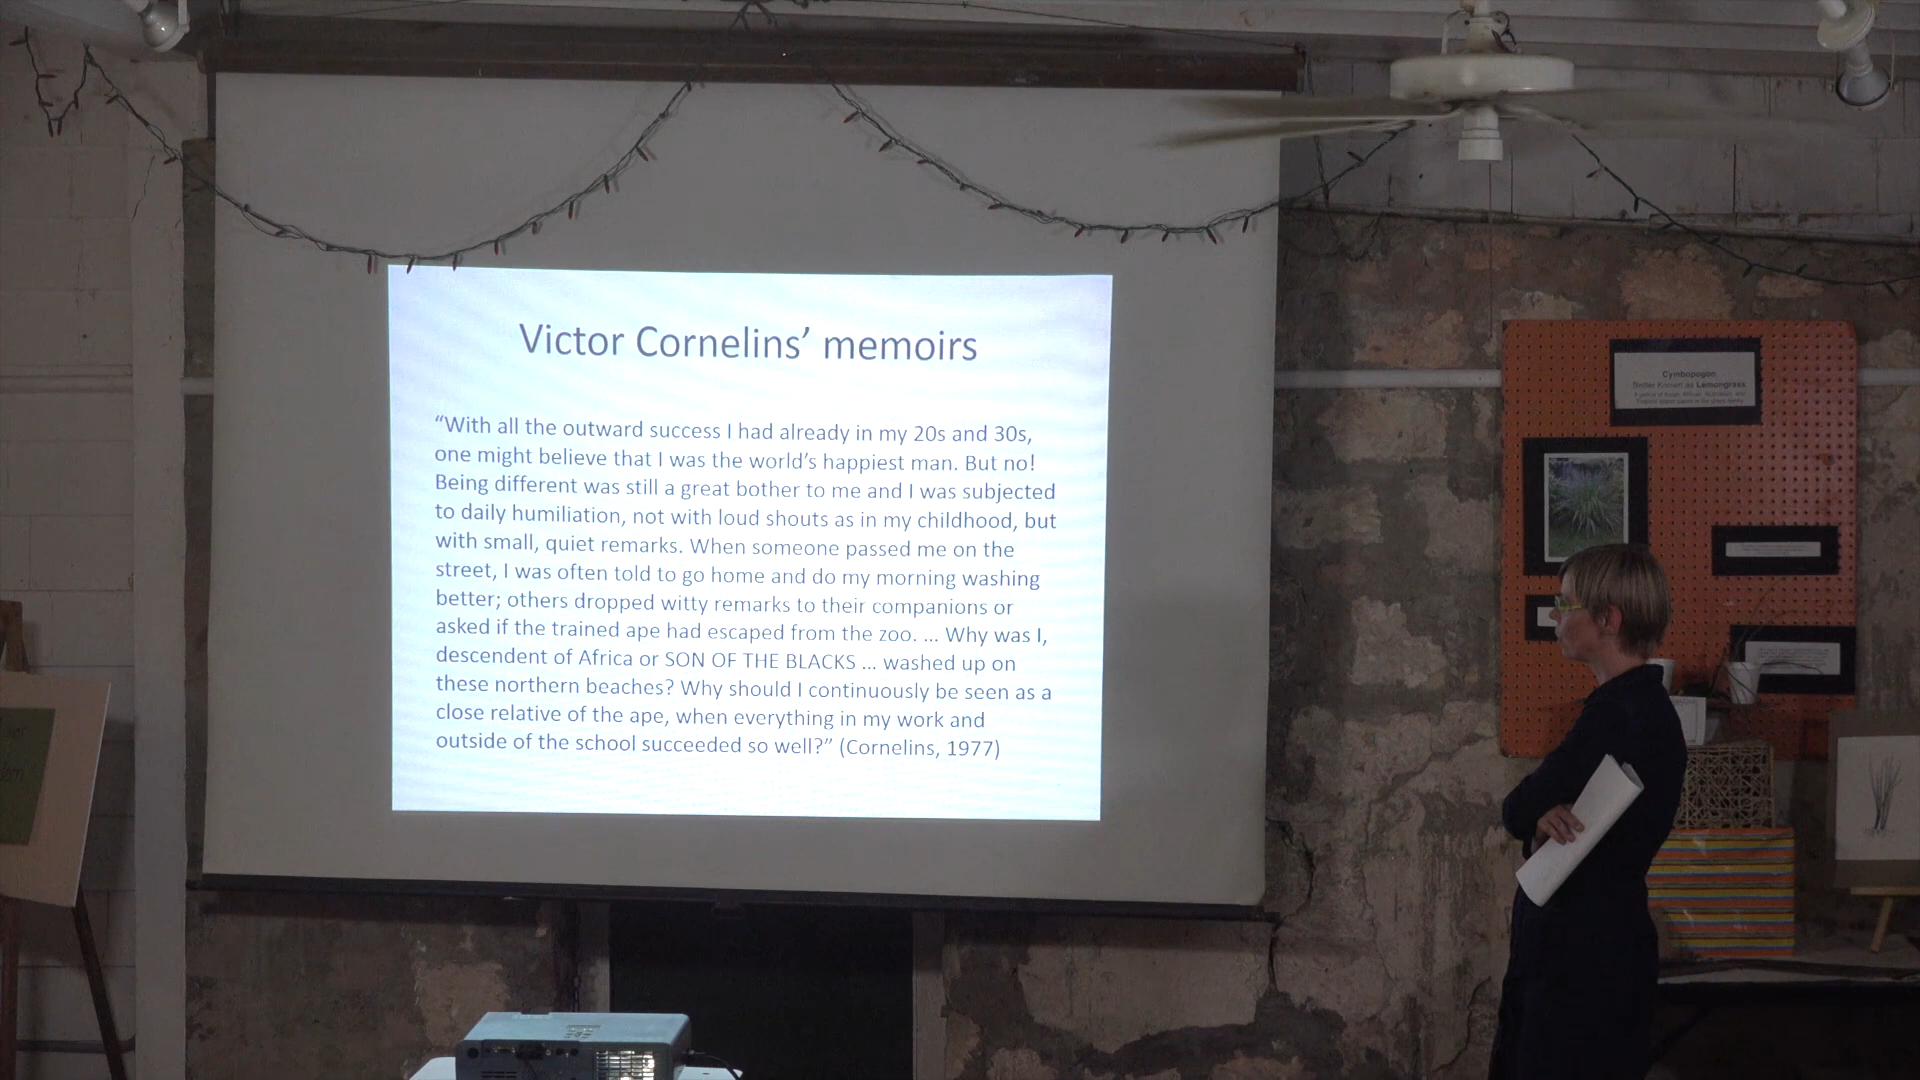 Victor Cornelins’ memoirs
“With all the outward success I had already in my 20s and 30s,
one might believe that I was the world’s happiest man. But no!
Being different was still a great bother to me and I was subjected
to daily humiliation, not with loud shouts as in my childhood, but
with small, quiet remarks. When someone passed me on the
street, I was often told to go home and do my morning washing
better; others dropped witty remarks to their companions or
asked if the trained ape had escaped from the zoo. ... Why was I,
descendent of Africa or SON OF THE BLACKS ... washed up on
these northern beaches? Why should I continuously be seen as a
close relative of the ape, when everything in my work and
outside of the school succeeded so well?” (Cornelins, 1977)
Cymbopogon
Better Known as Lemongrass